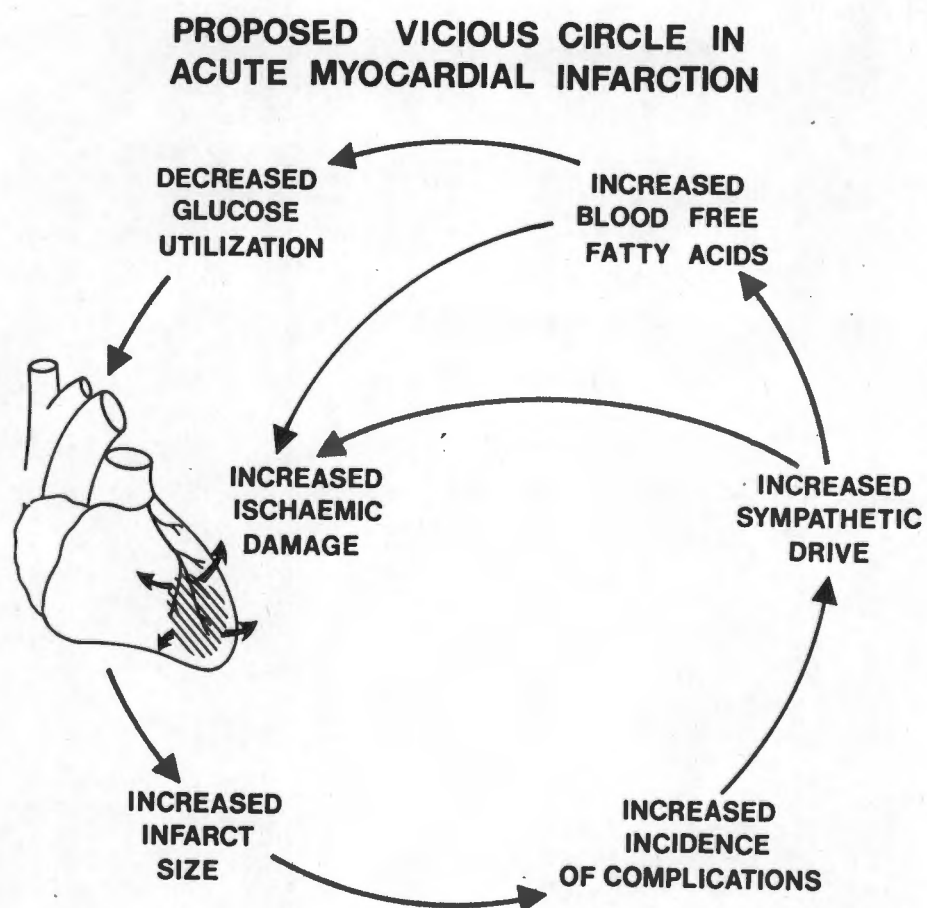 PROPOSED VICIOUS CIRCLE IN
ACUTE MYOCARDIAL INFARCTION
DECREASED
GLUCOSE
UTILIZATION
INCREASED
BLOOD FREE
FATTY ACIDS
INCREASED
ISCHAEMIC
DAMAGE
INCREASED
SYMPATHETIC
DRIVE
INCREASED
INFARCT
SIZE
INCREASED
INCIDENCE
OF COMPLICATIONS